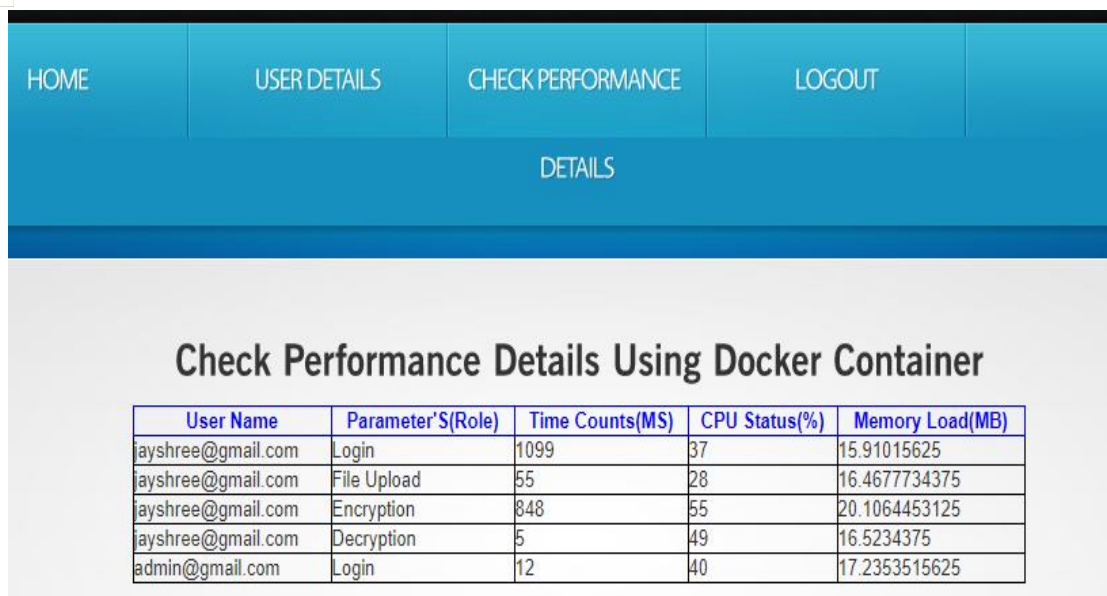 HOME USER DETAILS CHECK PERFORMANCE LOGOUT
DETAILS
Check Performance Details Using Docker Container
User Name Parameter'S(Role) Time Counts(MS) CPU Status(%) Memory Load(MB)
jayshree@gmail.com Login 1099 37 15.91015625
jayshree@gmail.com File Upload 55 28 16.4677734375
jayshree@gmail.com Encryption 848 55 20.1064453125
jayshree@gmail.com Decryption 5 49 16.5234375
admin@gmail.com Login 12 40 17.2353515625